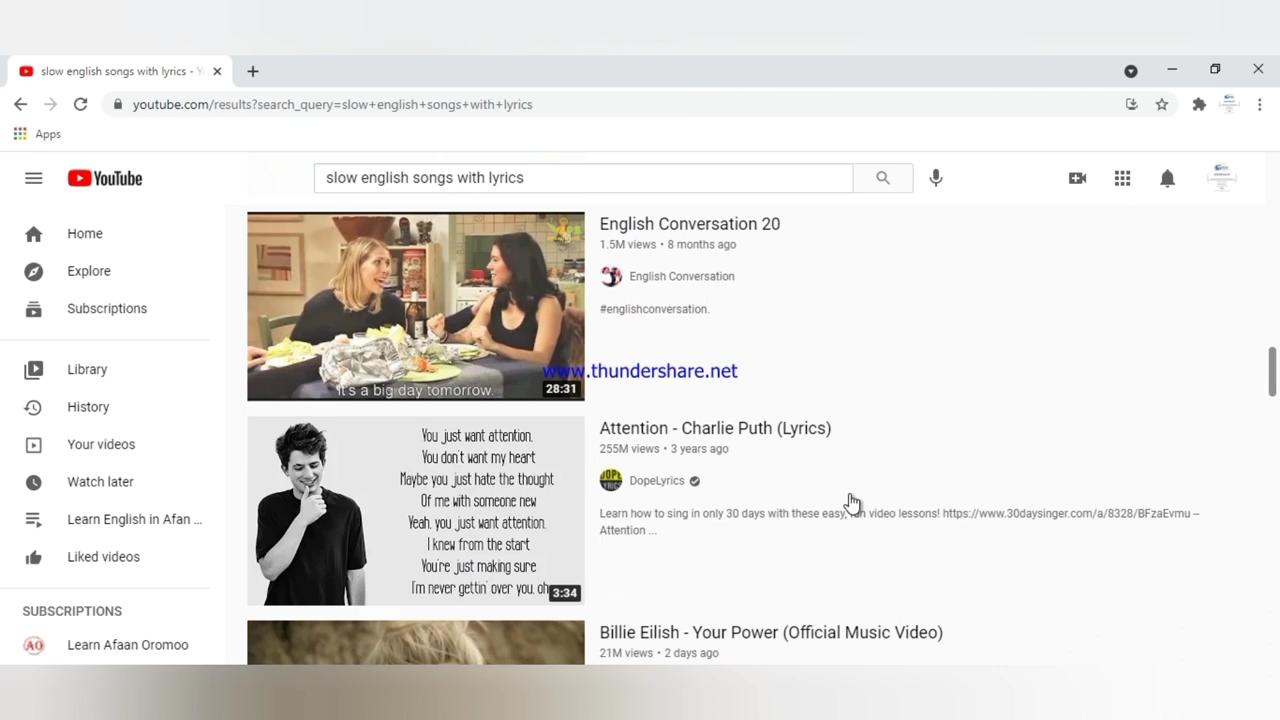 slow english songs with lyrics - Y
youtube.com/results?search_query=slow+english+songs+with+lyrics
Apps
YouTube
slow english songs with lyrics
Home
Explore
Subscriptions
Library
History
Your videos
Watch later
Learn English in Afan ...
Liked videos
SUBSCRIPTIONS
AO
Learn Afaan Oromoo
It's a big day tomorrow.
28:31
English Conversation 20
1.5M views • 8 months ago
English Conversation
#englishconversation.
www.thundershare.net
You just want attention,
You don't want my heart
Maybe you just hate the thought
Of me with someone new
Yeah, you just want attention,
I knew from the start
You're just making sure
I'm never gettin' over you, oh
3:34
Attention - Charlie Puth (Lyrics)
255M views • 3 years ago
DOPE
LYRICS
DopeLyrics
Learn how to sing in only 30 days with these easy, fun video lessons! https://www.30daysinger.com/a/8328/BFzaEvmu --
Attention ...
Billie Eilish - Your Power (Official Music Video)
21M views • 2 days ago